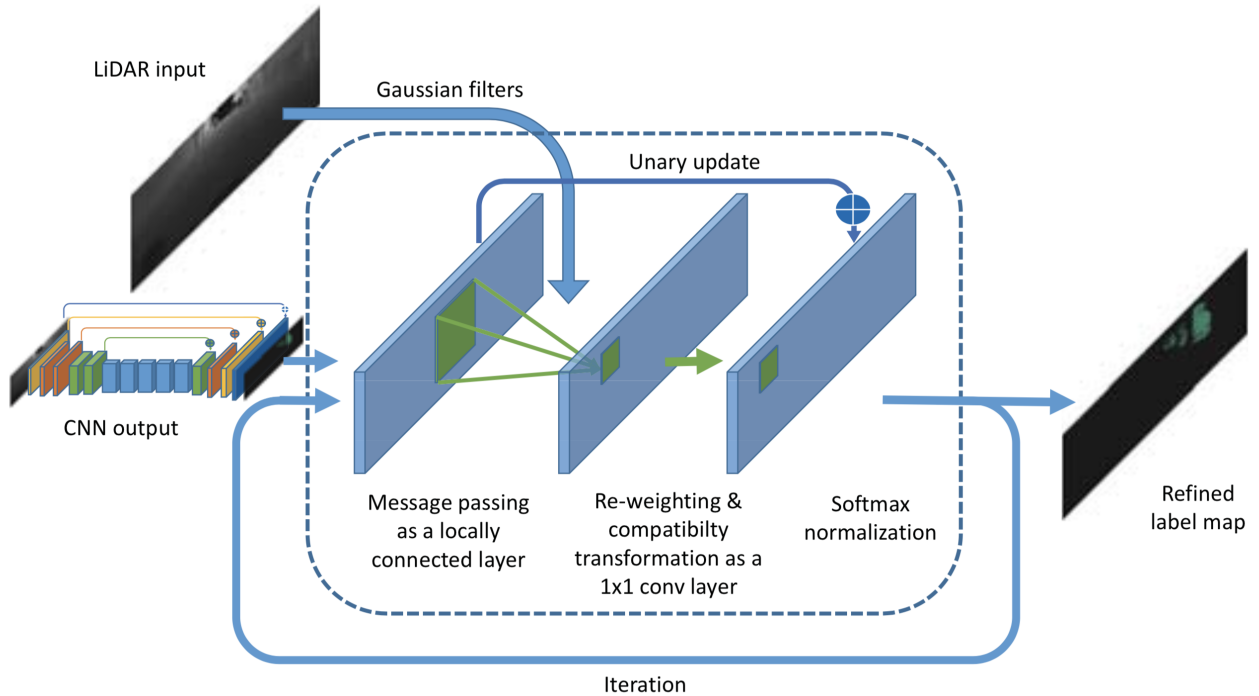 LiDAR input
Gaussian filters
Unary update
CNN output
Message passing
as a locally
connected layer
Re-weighting &
compatibilty
transformation as a
1x1 conv layer
Softmax
normalization
Refined
label map
Iteration